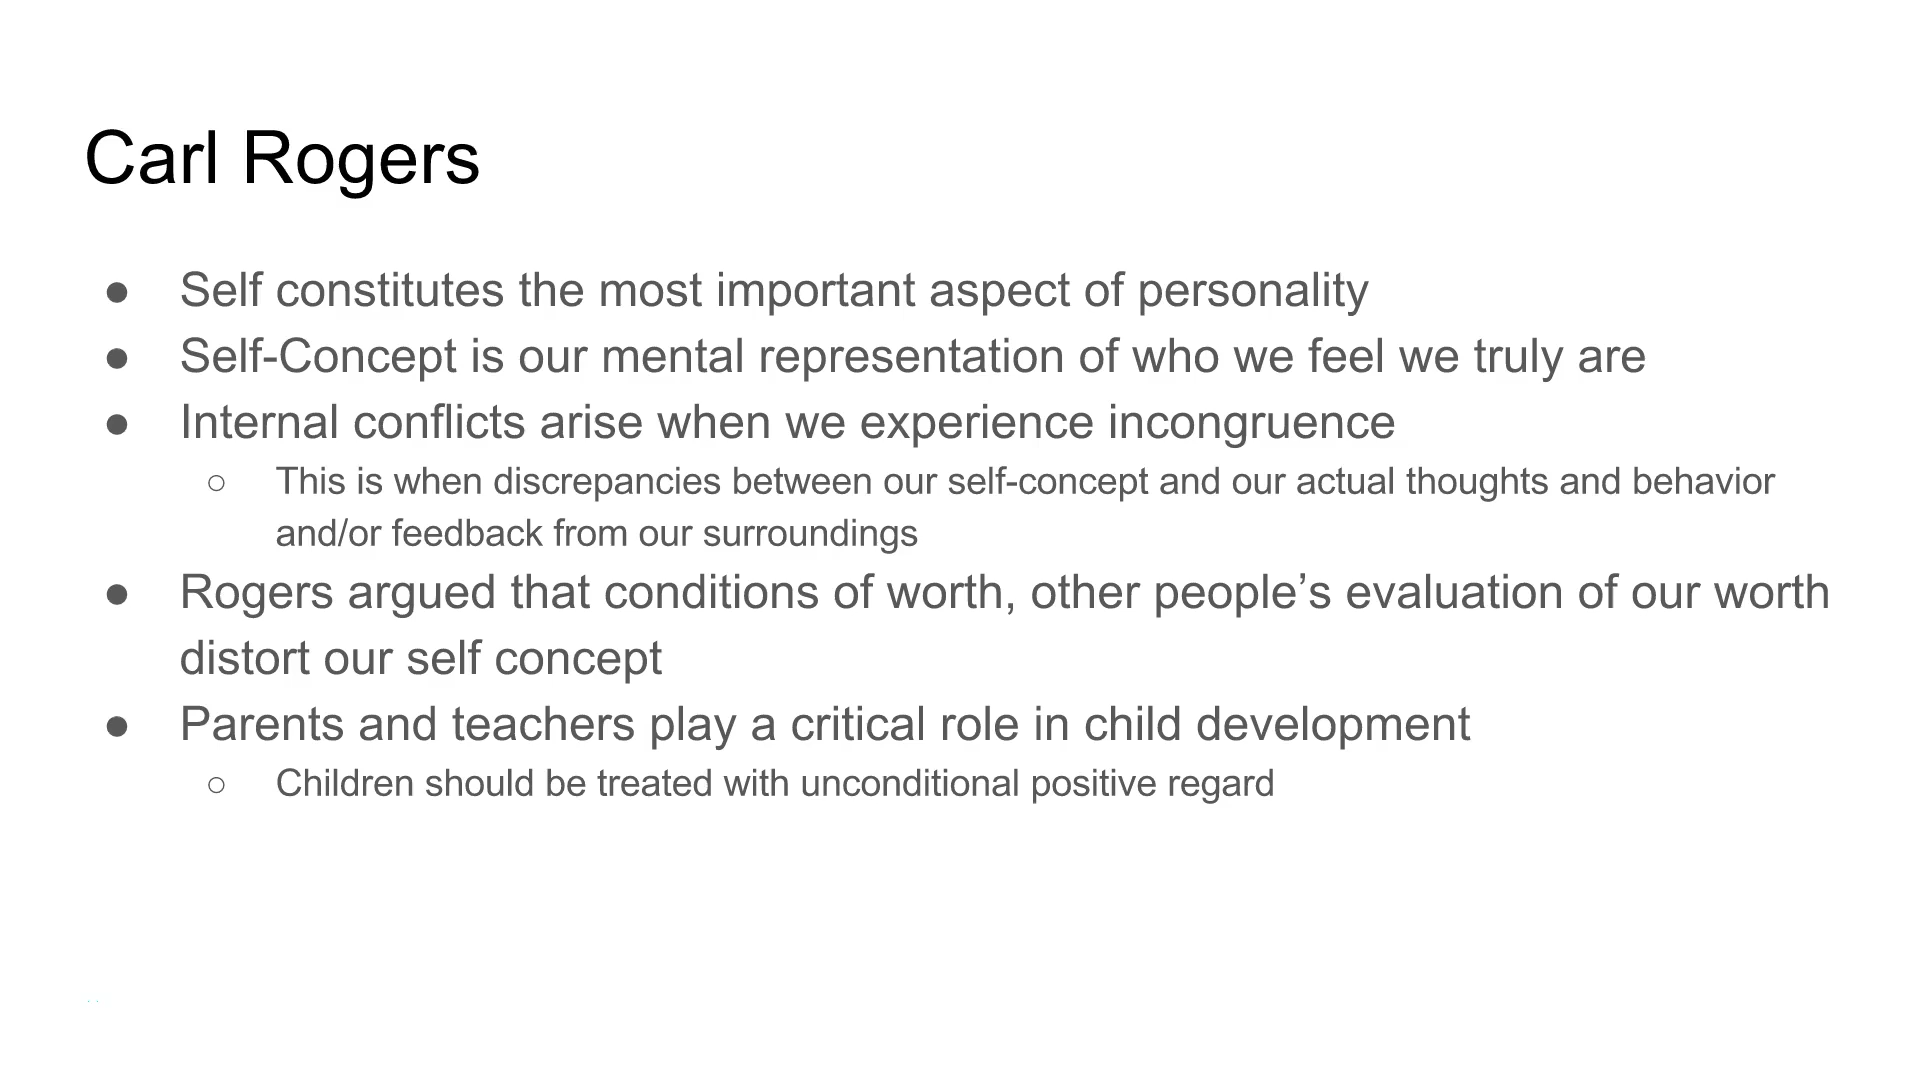 Carl Rogers
● Self constitutes the most important aspect of personality
● Self-Concept is our mental representation of who we feel we truly are
● Internal conflicts arise when we experience incongruence
○ This is when discrepancies between our self-concept and our actual thoughts and behavior
and/or feedback from our surroundings
● Rogers argued that conditions of worth, other people’s evaluation of our worth
distort our self concept
● Parents and teachers play a critical role in child development
○ Children should be treated with unconditional positive regard